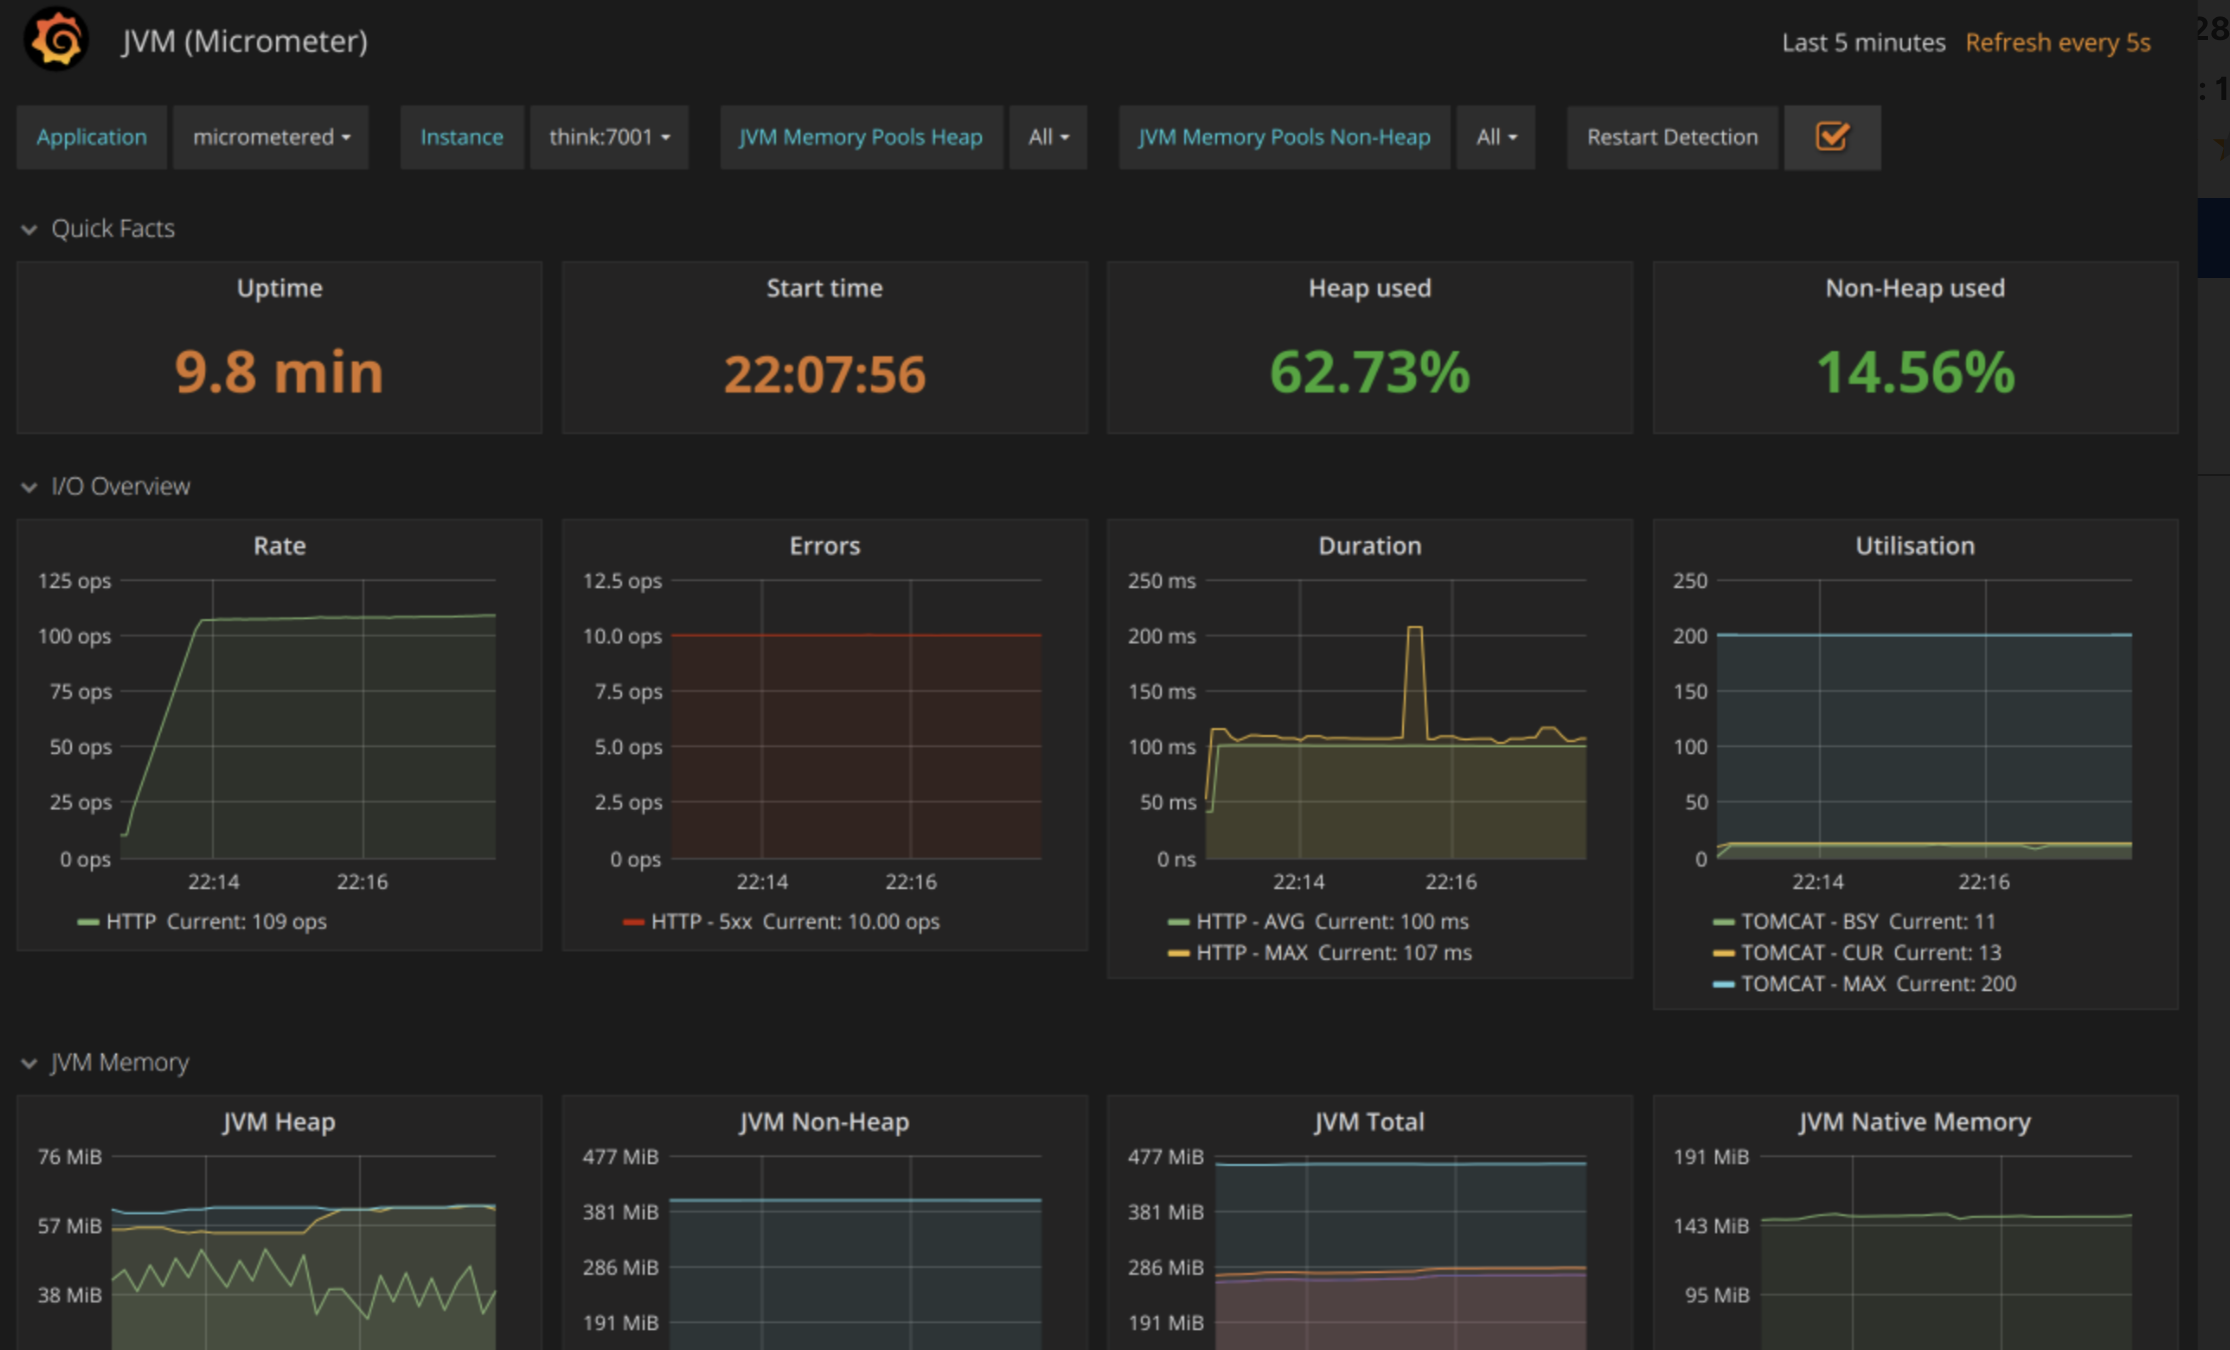 JVM (Micrometer)
Last 5 minutes Refresh every 5s
28
: 1
Application micrometered Instance think:7001 JVM Memory Pools Heap All JVM Memory Pools Non-Heap All Restart Detection
Quick Facts
Uptime
9.8 min
Start time
22:07:56
Heap used
62.73%
Non-Heap used
14.56%
I/O Overview
Rate
125 ops
100 ops
75 ops
50 ops
25 ops
0 ops
22:14 22:16
HTTP Current: 109 ops
Errors
12.5 ops
10.0 ops
7.5 ops
5.0 ops
2.5 ops
0 ops
22:14 22:16
HTTP - 5xx Current: 10.00 ops
Duration
250 ms
200 ms
150 ms
100 ms
50 ms
0 ns
22:14 22:16
HTTP - AVG Current: 100 ms
HTTP - MAX Current: 107 ms
Utilisation
250
200
150
100
50
0
22:14 22:16
TOMCAT - BSY Current: 11
TOMCAT - CUR Current: 13
TOMCAT - MAX Current: 200
JVM Memory
JVM Heap
76 MiB
57 MiB
38 MiB
JVM Non-Heap
477 MiB
381 MiB
286 MiB
191 MiB
JVM Total
477 MiB
381 MiB
286 MiB
191 MiB
JVM Native Memory
191 MiB
143 MiB
95 MiB